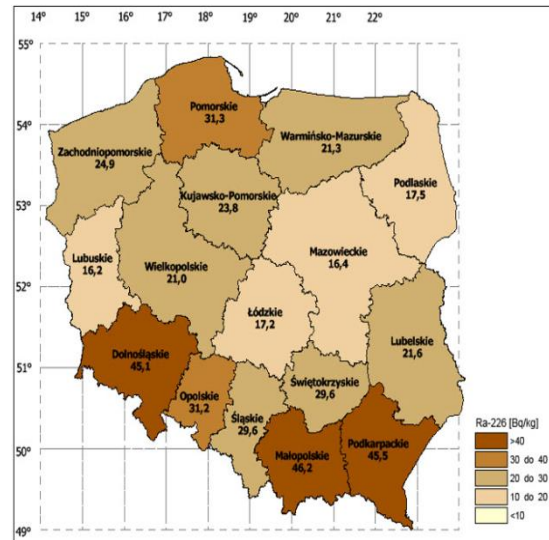 14° 15° 16° 17° 18° 19° 20° 21° 22°
55°
54°
53°
52°
51°
50°
49°
Pomorskie
31,3
Warmińsko-Mazurskie
21,3
Zachodniopomorskie
24,9
Podlaskie
17,5
Kujawsko-Pomorskie
23,8
Mazowieckie
16,4
Lubuskie
16,2
Wielkopolskie
21,0
Łódzkie
17,2
Lubelskie
21,6
Dolnośląskie
45,1
Opolskie
31,2
Śląskie
29,6
Świętokrzyskie
29,6
Małopolskie
46,2
Podkarpackie
45,5
Ra-226 [Bq/kg]
>40
30 do 40
20 do 30
10 do 20
<10